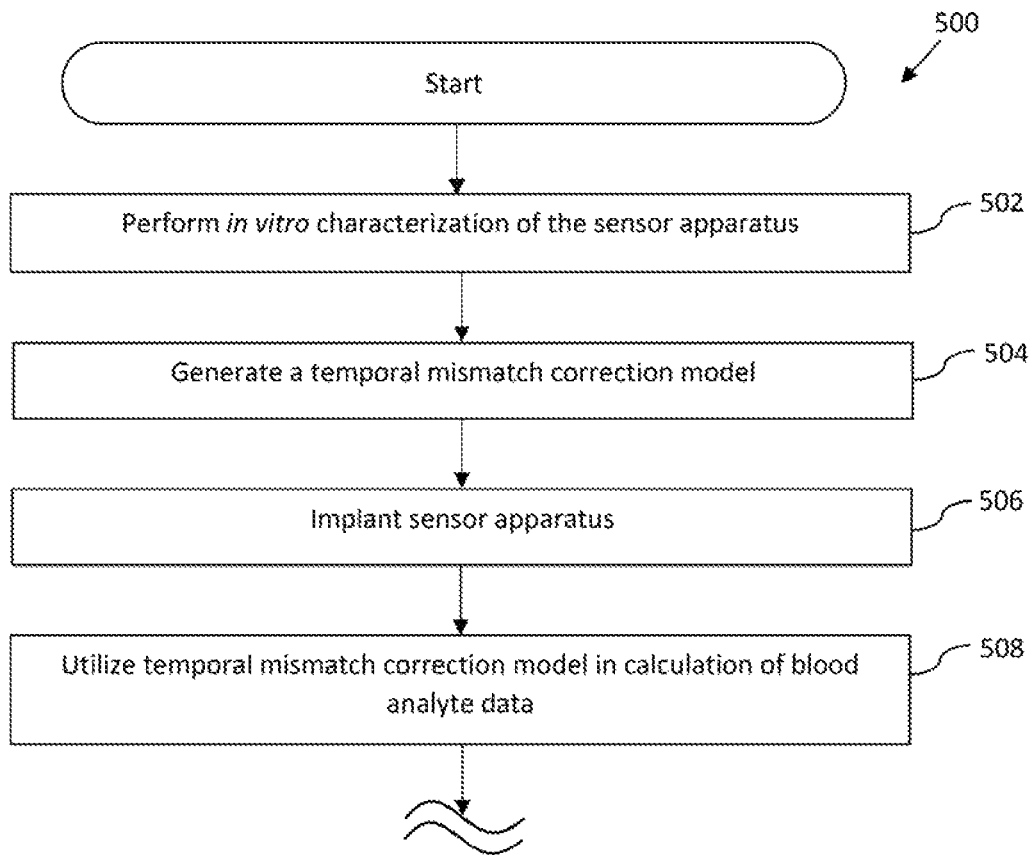 500
Start
Perform in vitro characterization of the sensor apparatus
502
Generate a temporal mismatch correction model
504
Implant sensor apparatus
506
Utilize temporal mismatch correction model in calculation of blood
analyte data
508